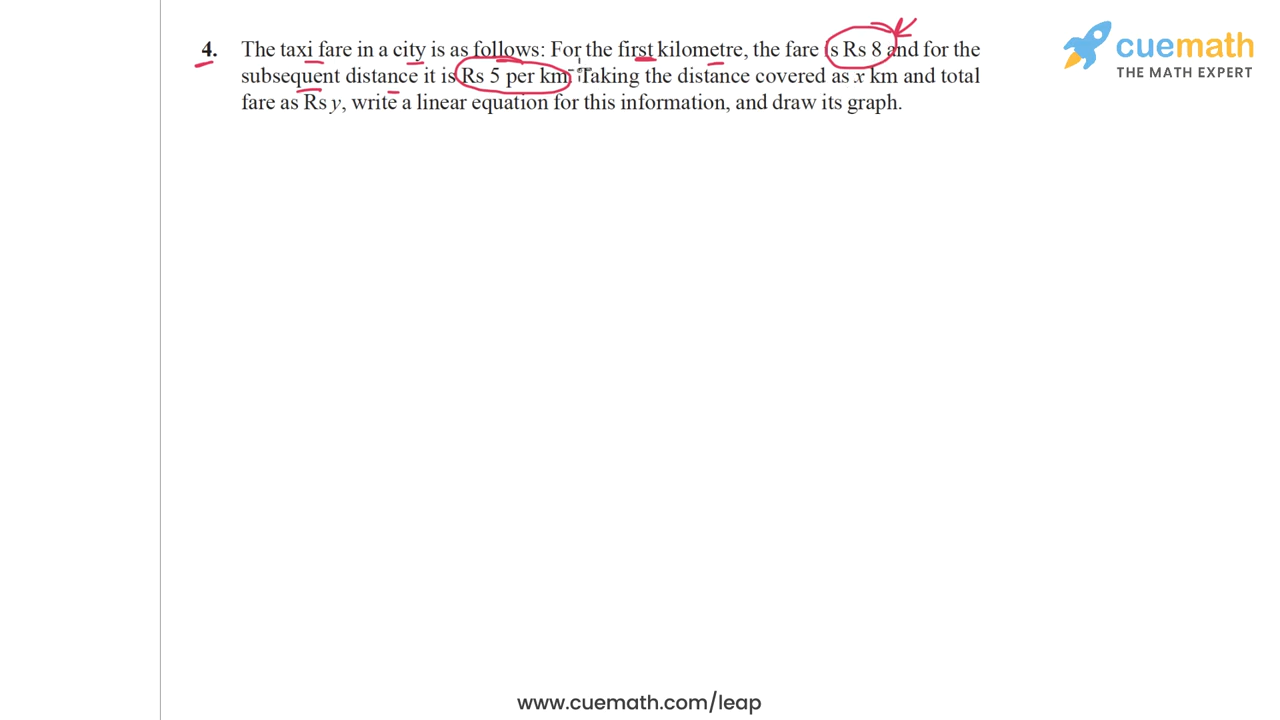 4. The taxi fare in a city is as follows: For the first kilometre, the fare is Rs 8 and for the
subsequent distance it is Rs 5 per km. Taking the distance covered as x km and total
fare as Rs y, write a linear equation for this information, and draw its graph.
cuemath
THE MATH EXPERT
www.cuemath.com/leap